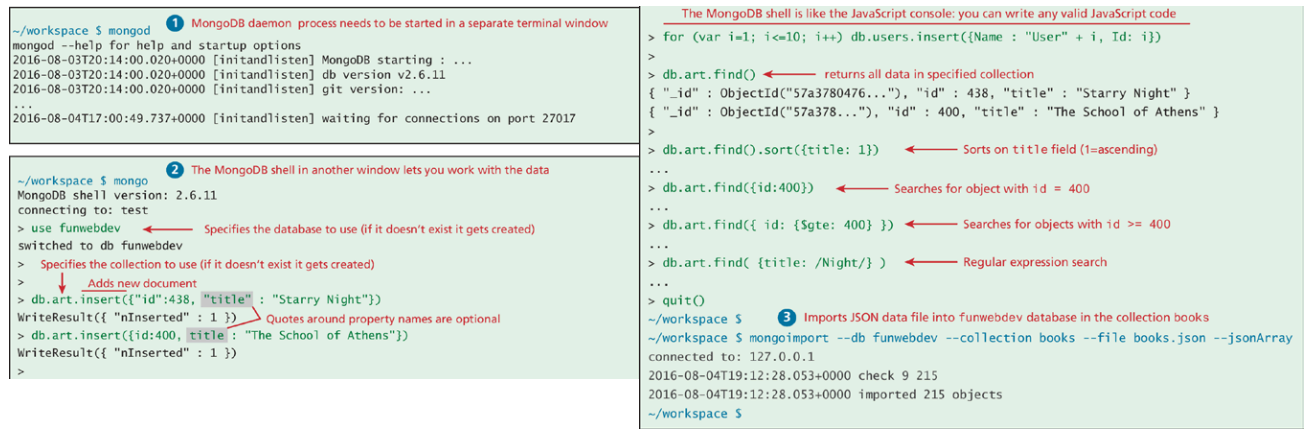 1 MongoDB daemon process needs to be started in a separate terminal window
~/workspace $ mongod
mongod --help for help and startup options
2016-08-03T20:14:00.020+0000 [initandlisten] MongoDB starting : ...
2016-08-03T20:14:00.020+0000 [initandlisten] db version v2.6.11
2016-08-03T20:14:00.020+0000 [initandlisten] git version: ...
...
2016-08-04T17:00:49.737+0000 [initandlisten] waiting for connections on port 27017
2 The MongoDB shell in another window lets you work with the data
~/workspace $ mongo
MongoDB shell version: 2.6.11
connecting to: test
> use funwebdev Specifies the database to use (if it doesn't exist it gets created)
switched to db funwebdev
> Specifies the collection to use (if it doesn't exist it gets created)
> Adds new document
> db.art.insert({"id":438, "title" : "Starry Night"})
WriteResult({ "nInserted" : 1 }) Quotes around property names are optional
> db.art.insert({id:400, title : "The School of Athens"})
WriteResult({ "nInserted" : 1 })
>
The MongoDB shell is like the JavaScript console: you can write any valid JavaScript code
> for (var i=1; i<=10; i++) db.users.insert({Name : "User" + i, Id: i})
>
> db.art.find() returns all data in specified collection
{ "_id" : ObjectId("57a3780476..."), "id" : 438, "title" : "Starry Night" }
{ "_id" : ObjectId("57a378..."), "id" : 400, "title" : "The School of Athens" }
>
> db.art.find().sort({title: 1}) Sorts on title field (1=ascending)
...
> db.art.find({id:400}) Searches for object with id = 400
...
> db.art.find({ id: {$gte: 400} }) Searches for objects with id >= 400
...
> db.art.find( {title: /Night/} ) Regular expression search
...
> quit()
~/workspace $ 3 Imports JSON data file into funwebdev database in the collection books
~/workspace $ mongoimport --db funwebdev --collection books --file books.json --jsonArray
connected to: 127.0.0.1
2016-08-04T19:12:28.053+0000 check 9 215
2016-08-04T19:12:28.053+0000 imported 215 objects
~/workspace $